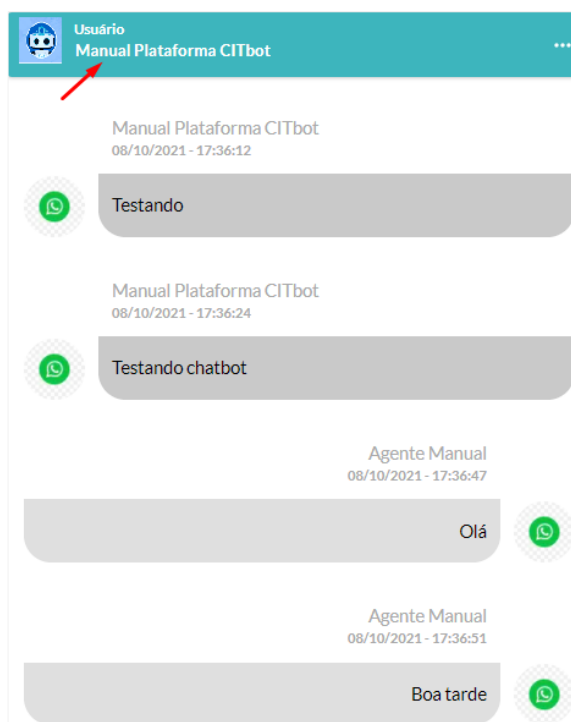 Usuário
Manual Plataforma CITbot
Manual Plataforma CITbot
08/10/2021 - 17:36:12
Testando
Manual Plataforma CITbot
08/10/2021 - 17:36:24
Testando chatbot
Agente Manual
08/10/2021 - 17:36:47
Olá
Agente Manual
08/10/2021 - 17:36:51
Boa tarde